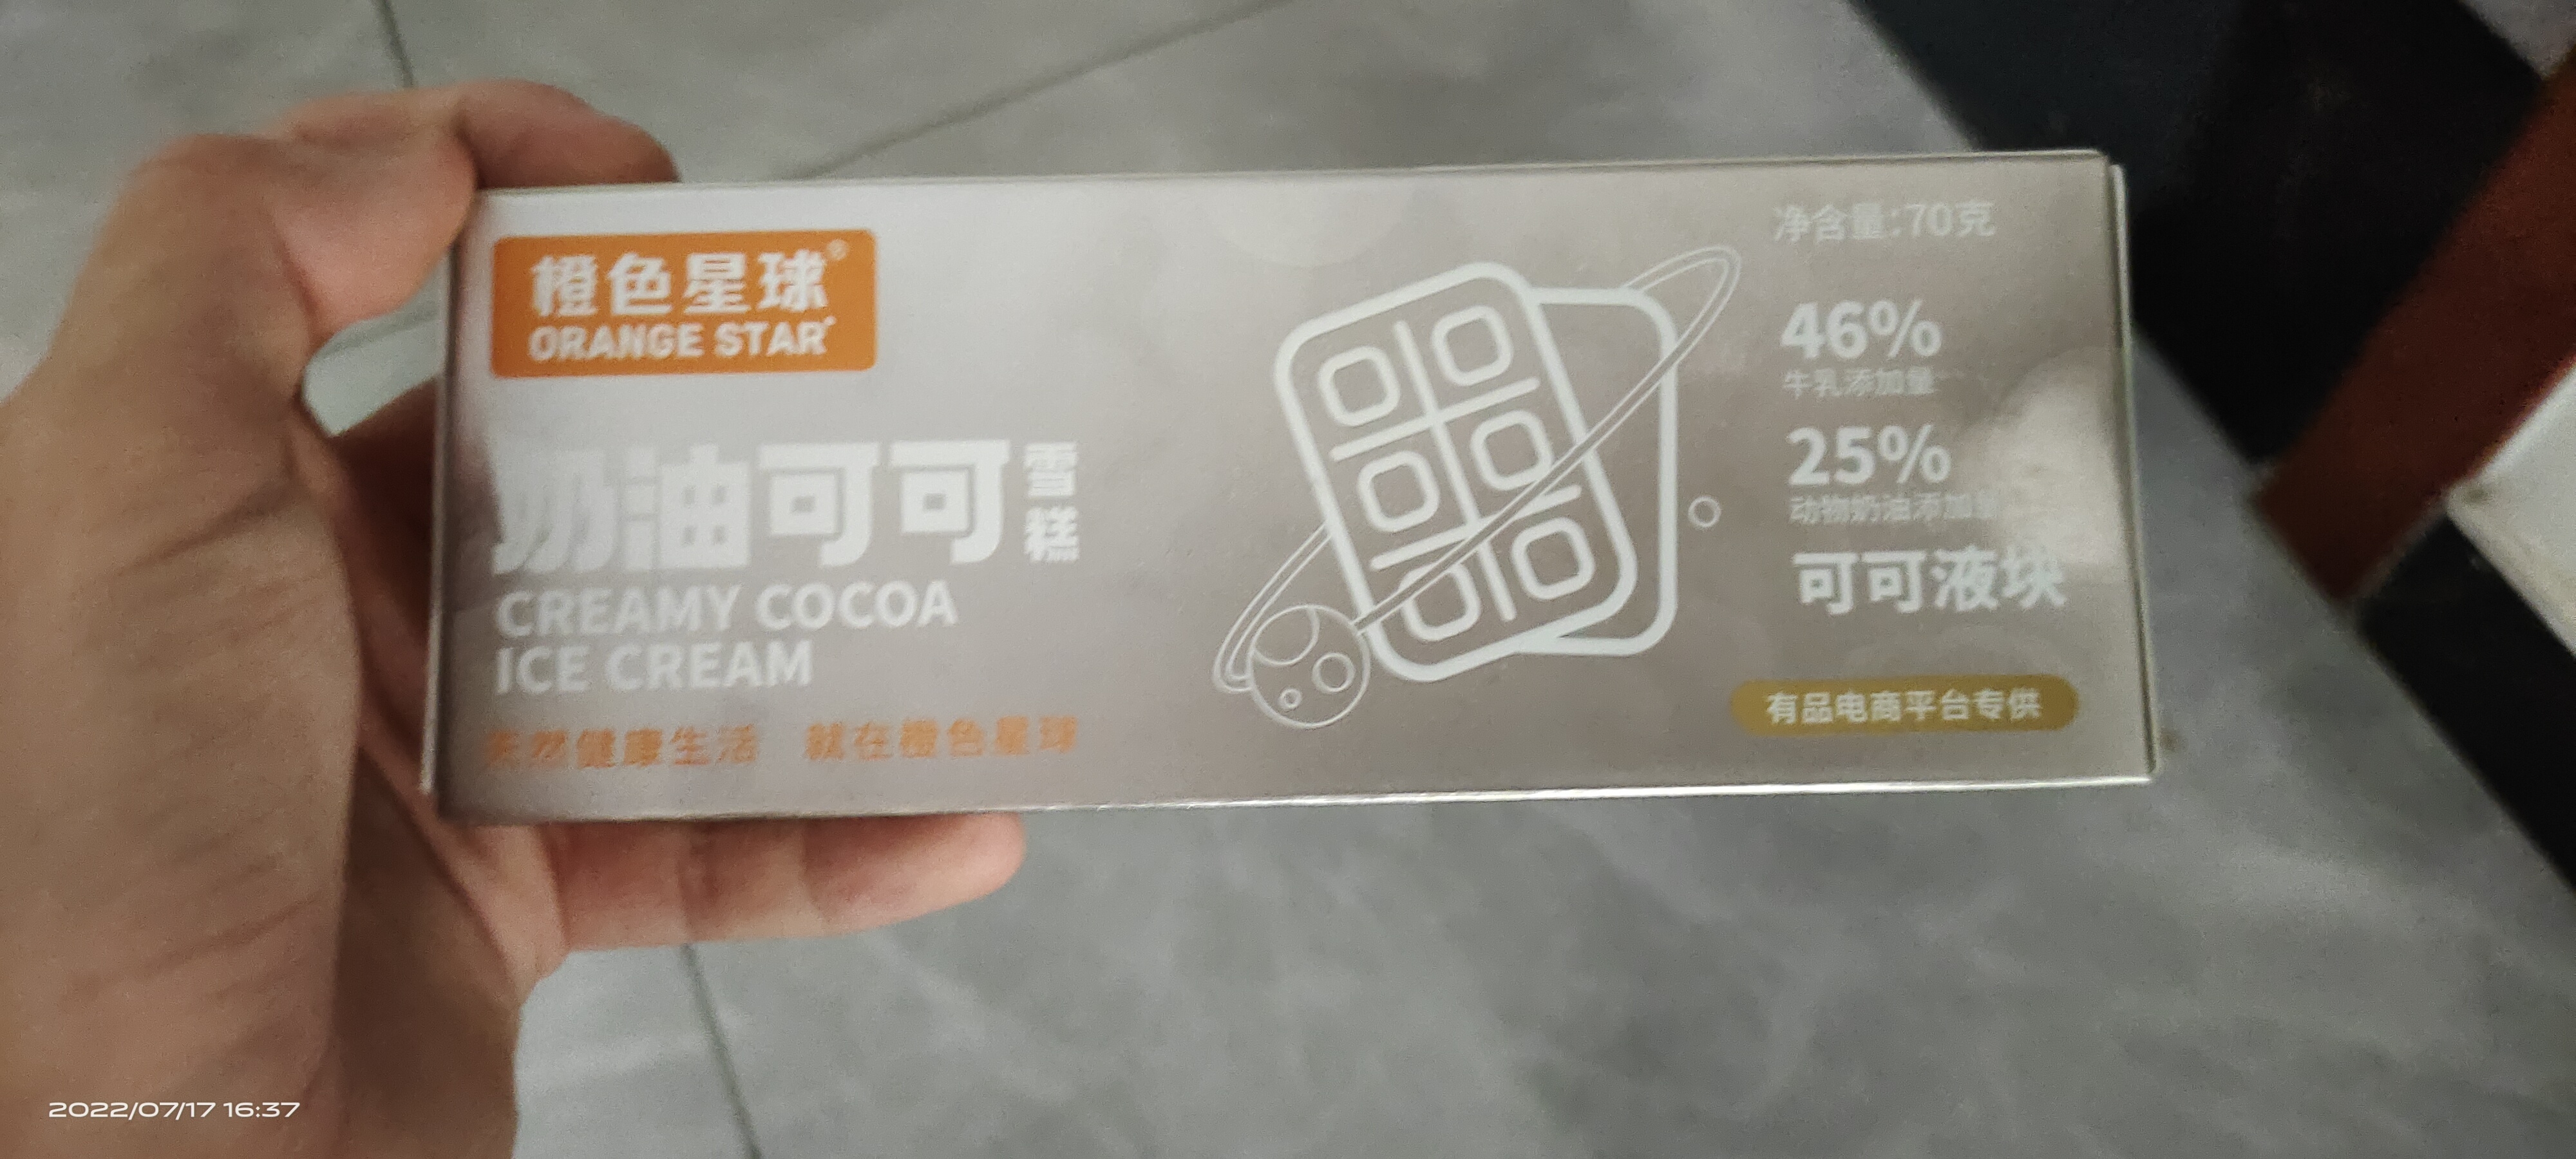 橙色星球®
ORANGE STAR
奶油可可
雪糕
CREAMY COCOA
ICE CREAM
天然健康生活 就在橙色星球
净含量:70克
46%
牛乳添加量
25%
动物奶油添加量
可可液块
有品电商平台专供
2022/07/17 16:37